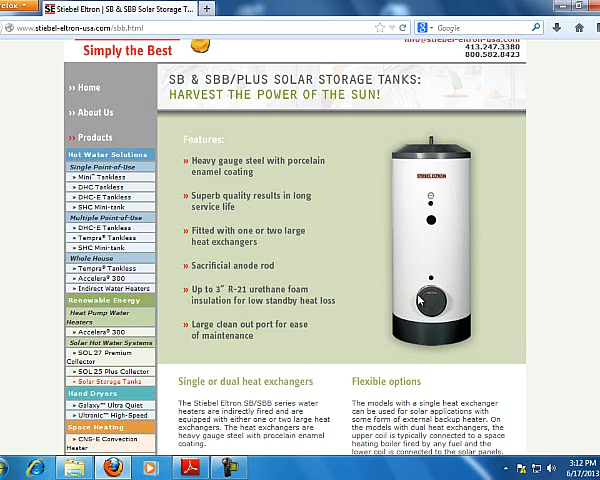 refox
Stiebel Eltron | SB & SBB Solar Storage T...
www.stiebel-eltron-usa.com/sbb.html
Google
Simply the Best
info@stiebel-eltron-usa.com
413.247.3380
800.582.8423
» Home
» About Us
» Products
Hot Water Solutions
Single Point-of-Use
» Mini™ Tankless
» DHC Tankless
» DHC-E Tankless
» SHC Mini-tank
Multiple Point-of-Use
» DHC-E Tankless
» Tempra® Tankless
» SHC Mini-tank
Whole House
» Tempra® Tankless
» Accelera® 300
» Indirect Water Heaters
Renewable Energy
Heat Pump Water
Heaters
» Accelera® 300
Solar Hot Water Systems
» SOL 27 Premium
Collector
» SOL 25 Plus Collector
» Solar Storage Tanks
Hand Dryers
» Galaxy™ Ultra Quiet
» Ultronic™ High-Speed
Space Heating
» CNS-E Convection
Heater
SB & SBB/PLUS SOLAR STORAGE TANKS:
HARVEST THE POWER OF THE SUN!
Features:
» Heavy gauge steel with porcelain
enamel coating
» Superb quality results in long
service life
» Fitted with one or two large
heat exchangers
» Sacrificial anode rod
» Up to 3" R-21 urethane foam
insulation for low standby heat loss
» Large clean out port for ease
of maintenance
STIEBEL ELTRON
Single or dual heat exchangers
The Stiebel Eltron SB/SBB series water
heaters are indirectly fired and are
equipped with either one or two large heat
exchangers. The heat exchangers are
heavy gauge steel with porcelain enamel
coating.
Flexible options
The models with a single heat exchanger
can be used for solar applications with
some form of external backup heater. On
the models with dual heat exchangers, the
upper coil is typically connected to a space
heating boiler fired by any fuel and the
lower coil is connected to the solar panels.
3:12 PM
6/17/2013